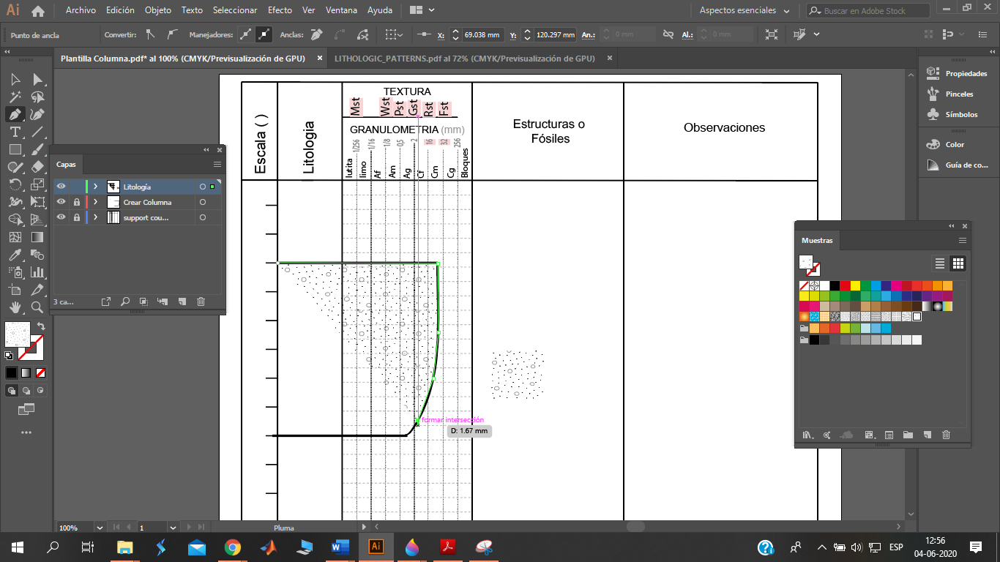 Ai
Archivo Edición Objeto Texto Seleccionar Efecto Ver Ventana Ayuda
Aspectos esenciales
Buscar en Adobe Stock
Punto de ancla
Convertir:
Manejadores:
Anclas:
X: 69.038 mm
Y: 120.297 mm
An.: 0 mm
Al.: 0 mm
Plantilla Columna.pdf* al 100% (CMYK/Previsualización de GPU) ×
LITHOLOGIC_PATTERNS.pdf al 72% (CMYK/Previsualización de GPU) ×
Propiedades
Pinceles
Símbolos
Color
Guía de co...
Capas
Litología
Crear Columna
support cou...
3 ca...
Escala ( )
Litologia
TEXTURA
Mst Wst Pst Gst Rst Fst
GRANULOMETRIA (mm)
1/256 1/16 1/8 0,5 2 16 32 256
lutita limo Af Am Ag Cf Cm Cg Bloques
Estructuras o
Fósiles
Observaciones
formar intersección
D: 1.67 mm
Muestras
T
100%
1
Pluma
Ai
ESP
12:56
04-06-2020